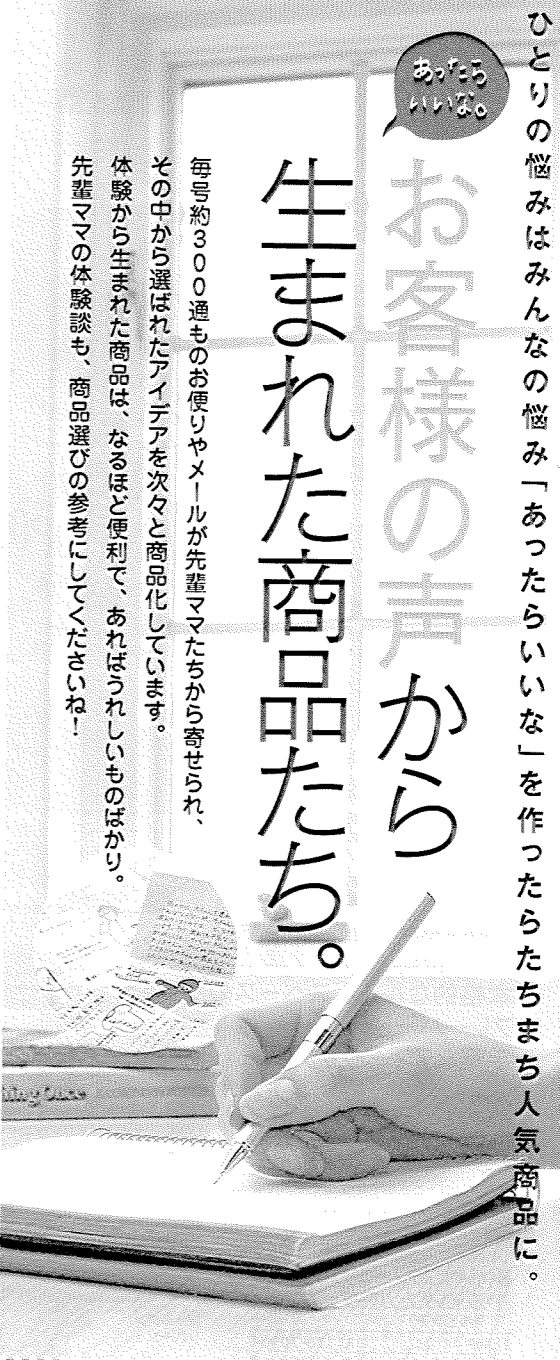 ひとりの悩みはみんなの悩み「あったらいいな」を作ったらたちまち人気商品に。
あったら
いいな。
お客様の声から
生まれた商品たち。
毎号約300通ものお便りやメールが先輩ママたちから寄せられ、
その中から選ばれたアイデアを次々と商品化しています。
体験から生まれた商品は、なるほど便利で、あればうれしいものばかり。
先輩ママの体験談も、商品選びの参考にしてくださいね！